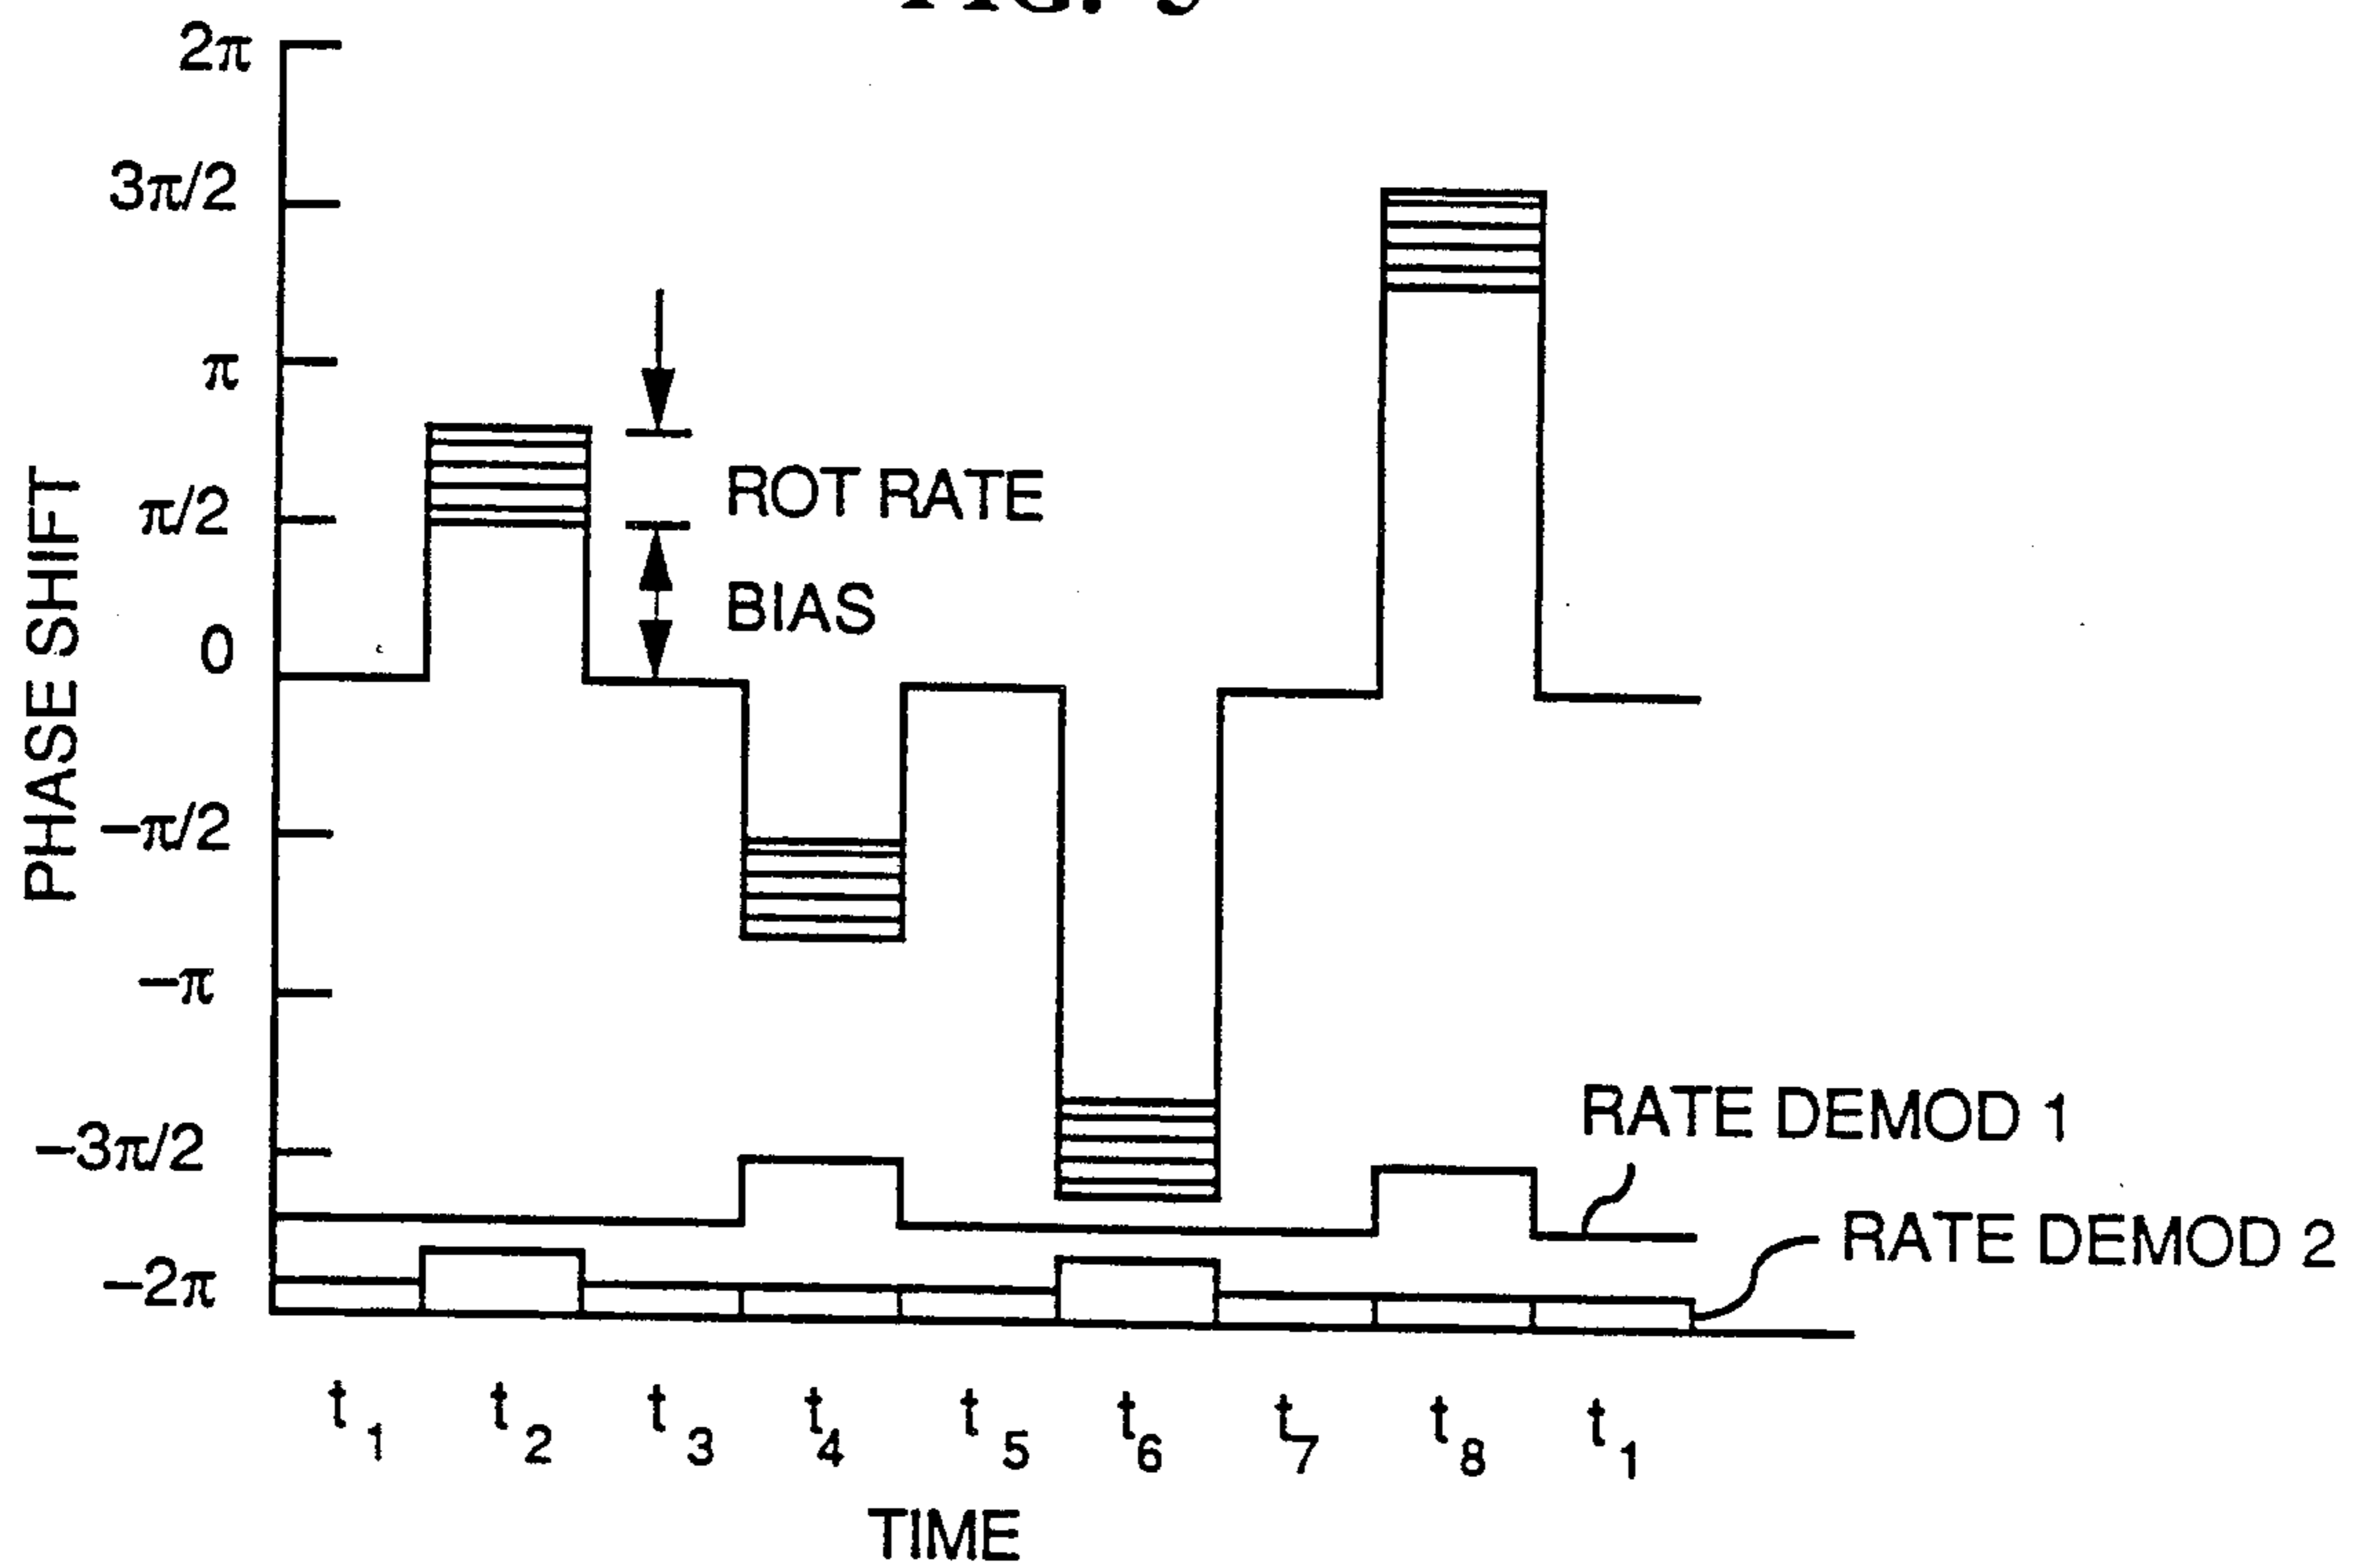 2π
3π/2
π
π/2
0
−π/2
−π
−3π/2
−2π
PHASE SHIFT
ROT RATE
BIAS
RATE DEMOD 1
RATE DEMOD 2
t1 t2 t3 t4 t5 t6 t7 t8 t1
TIME